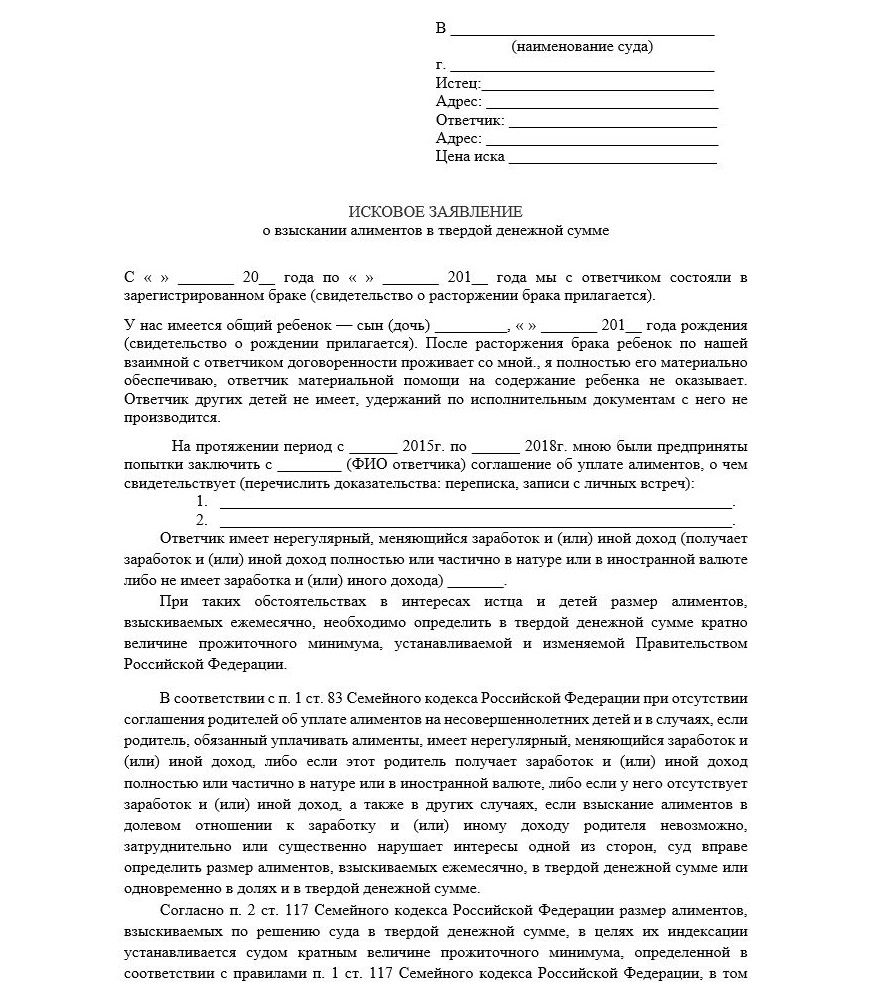 В ___________________________________
(наименование суда)
г. ___________________________________
Истец:_______________________________
Адрес: _______________________________
Ответчик: ____________________________
Адрес: _______________________________
Цена иска ____________________________
ИСКОВОЕ ЗАЯВЛЕНИЕ
о взыскании алиментов в твердой денежной сумме
С « » ________ 20__ года по « » _______ 201__ года мы с ответчиком состояли в
зарегистрированном браке (свидетельство о расторжении брака прилагается).
У нас имеется общий ребенок — сын (дочь) _________, « » _______ 201__ года рождения
(свидетельство о рождении прилагается). После расторжения брака ребенок по нашей
взаимной с ответчиком договоренности проживает со мной., я полностью его материально
обеспечиваю, ответчик материальной помощи на содержание ребенка не оказывает.
Ответчик других детей не имеет, удержаний по исполнительным документам с него не
производится.
На протяжении период с ______ 2015г. по ______ 2018г. мною были предприняты
попытки заключить с ________ (ФИО ответчика) соглашение об уплате алиментов, о чем
свидетельствует (перечислить доказательства: переписка, записи с личных встреч):
1. ________________________________________________________________.
2. ________________________________________________________________.
Ответчик имеет нерегулярный, меняющийся заработок и (или) иной доход (получает
заработок и (или) иной доход полностью или частично в натуре или в иностранной валюте
либо не имеет заработка и (или) иного дохода) _______.
При таких обстоятельствах в интересах истца и детей размер алиментов,
взыскиваемых ежемесячно, необходимо определить в твердой денежной сумме кратно
величине прожиточного минимума, устанавливаемой и изменяемой Правительством
Российской Федерации.
В соответствии с п. 1 ст. 83 Семейного кодекса Российской Федерации при отсутствии
соглашения родителей об уплате алиментов на несовершеннолетних детей и в случаях, если
родитель, обязанный уплачивать алименты, имеет нерегулярный, меняющийся заработок и
(или) иной доход, либо если этот родитель получает заработок и (или) иной доход
полностью или частично в натуре или в иностранной валюте, либо если у него отсутствует
заработок и (или) иной доход, а также в других случаях, если взыскание алиментов в
долевом отношении к заработку и (или) иному доходу родителя невозможно,
затруднительно или существенно нарушает интересы одной из сторон, суд вправе
определить размер алиментов, взыскиваемых ежемесячно, в твердой денежной сумме или
одновременно в долях и в твердой денежной сумме.
Согласно п. 2 ст. 117 Семейного кодекса Российской Федерации размер алиментов,
взыскиваемых по решению суда в твердой денежной сумме, в целях их индексации
устанавливается судом кратным величине прожиточного минимума, определенной в
соответствии с правилами п. 1 ст. 117 Семейного кодекса Российской Федерации, в том